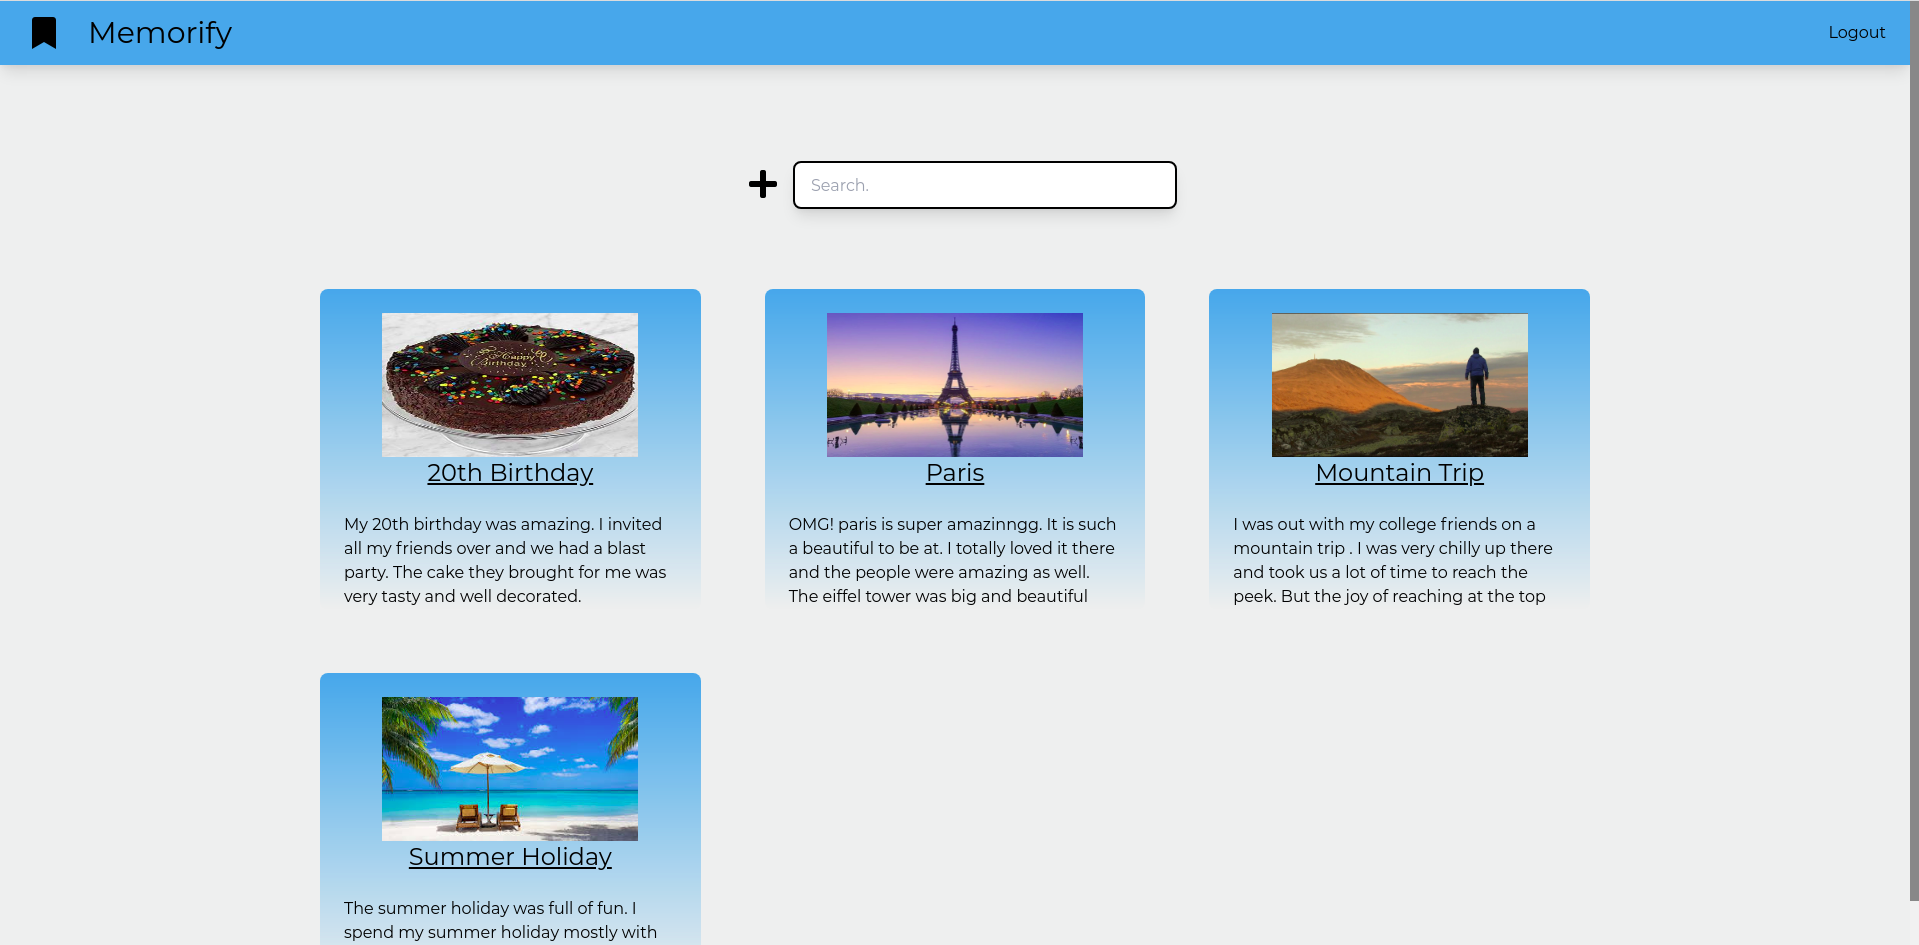 Memorify
Logout
Search.
Happy
Birthday
20th Birthday
My 20th birthday was amazing. I invited
all my friends over and we had a blast
party. The cake they brought for me was
very tasty and well decorated.
Paris
OMG! paris is super amazinngg. It is such
a beautiful to be at. I totally loved it there
and the people were amazing as well.
The eiffel tower was big and beautiful
Mountain Trip
I was out with my college friends on a
mountain trip . I was very chilly up there
and took us a lot of time to reach the
peek. But the joy of reaching at the top
Summer Holiday
The summer holiday was full of fun. I
spend my summer holiday mostly with